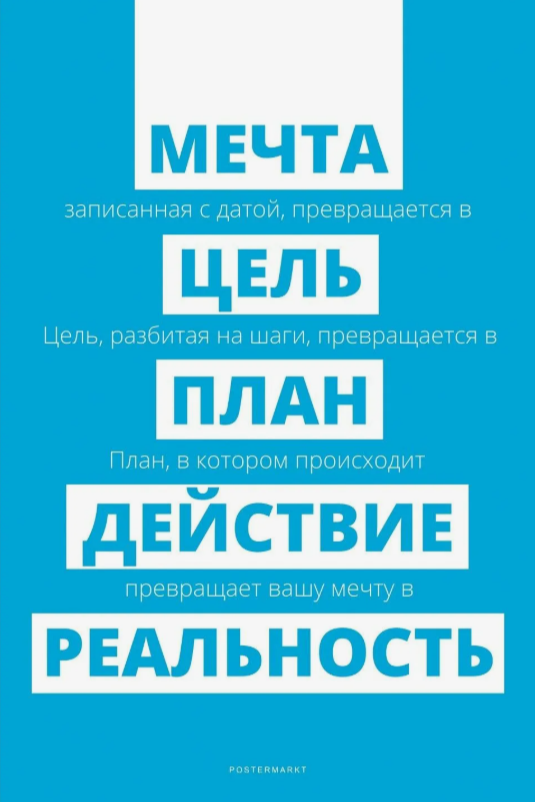 МЕЧТА
записанная с датой, превращается в
ЦЕЛЬ
Цель, разбитая на шаги, превращается в
ПЛАН
План, в котором происходит
ДЕЙСТВИЕ
превращает вашу мечту в
РЕАЛЬНОСТЬ
POSTERMARKT